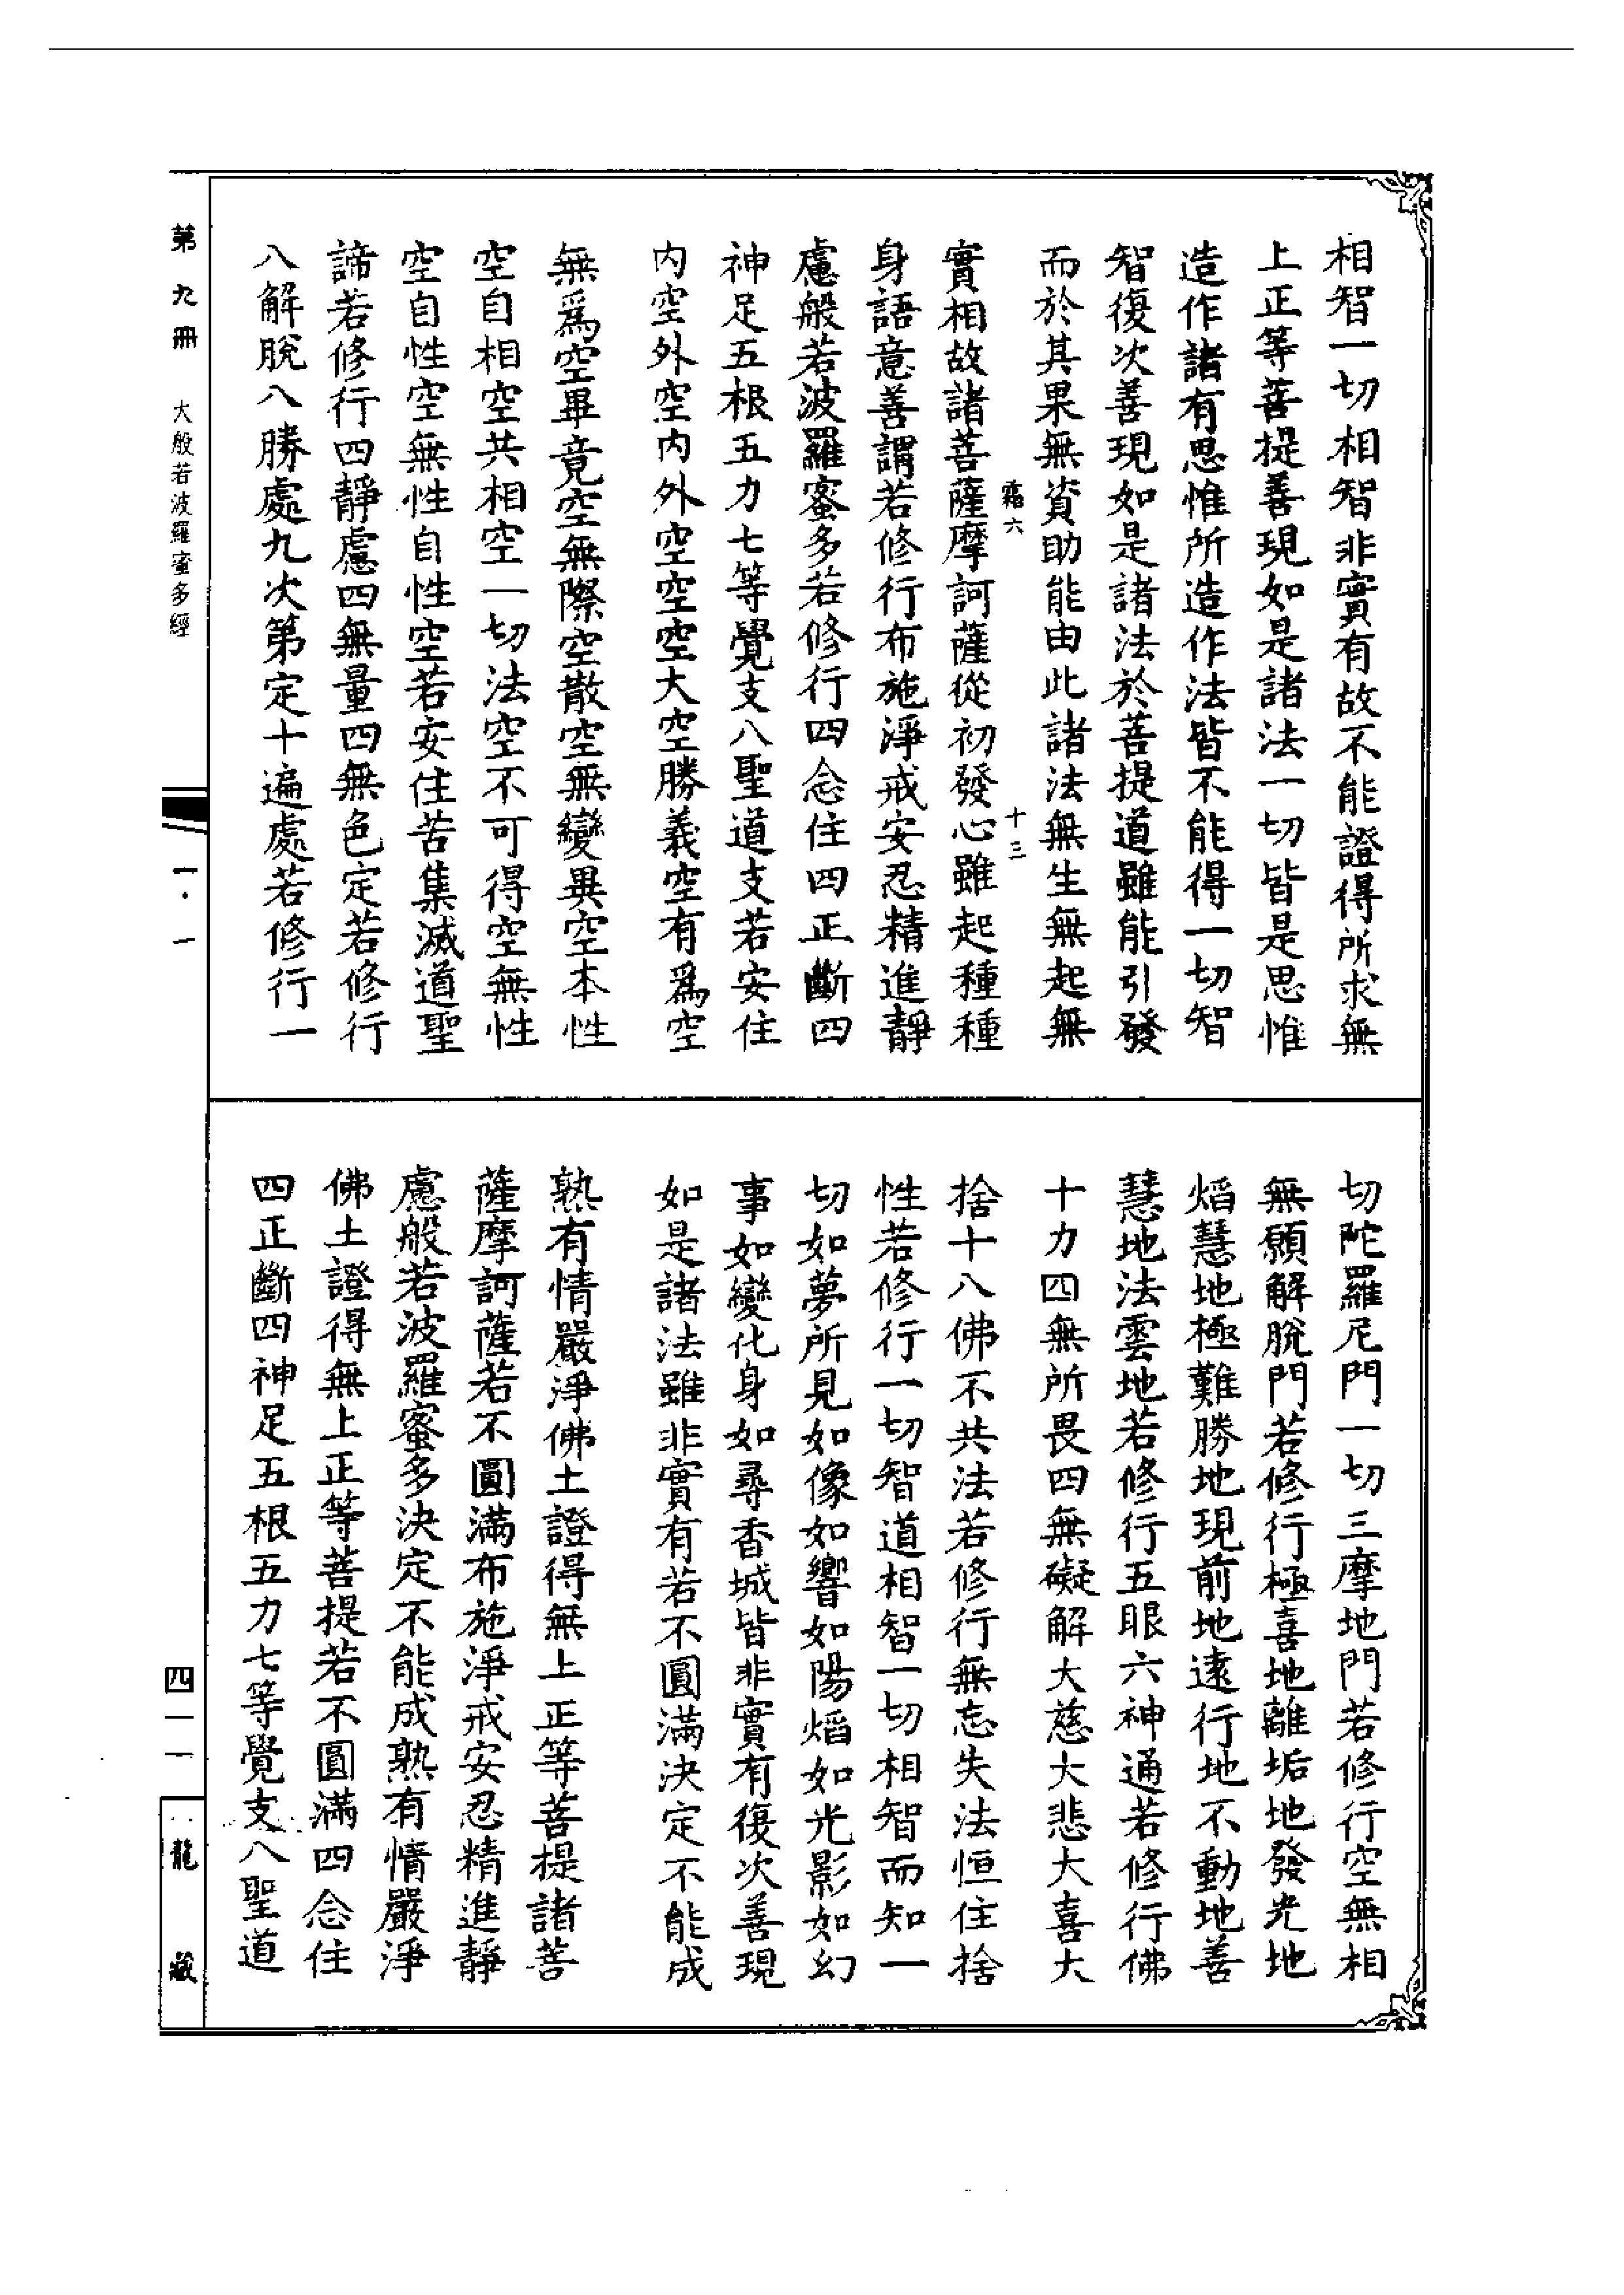 相智一切相智非實有故不能證得所求無
上正等菩提善現如是諸法一切皆是思惟
造作諸有思惟所造作法皆不能得一切智
智復次善現如是諸法於菩提道雖能引發
而於其果無資助能由此諸法無生無起無
霜六
十三
實相故諸菩薩摩訶薩從初發心雖起種種
身語意善謂若修行布施淨戒安忍精進靜
慮般若波羅蜜多若修行四念住四正斷四
神足五根五力七等覺支八聖道支若安住
內空外空內外空空空大空勝義空有爲空
無爲空畢竟空無際空散空無變異空本性
空自相空共相空一切法空不可得空無性
空自性空無性自性空若安住苦集滅道聖
諦若修行四靜慮四無量四無色定若修行
八解脫八勝處九次第定十遍處若修行一
切陀羅尼門一切三摩地門若修行空無相
無願解脫門若修行極喜地離垢地發光地
焰慧地極難勝地現前地遠行地不動地善
慧地法雲地若修行五眼六神通若修行佛
十力四無所畏四無礙解大慈大悲大喜大
捨十八佛不共法若修行無忘失法恒住捨
性若修行一切智道相智一切相智而知一
切如夢所見如像如響如陽焰如光影如幻
事如變化身如尋香城皆非實有復次善現
如是諸法雖非實有若不圓滿決定不能成
熟有情嚴淨佛土證得無上正等菩提諸菩
薩摩訶薩若不圓滿布施淨戒安忍精進靜
慮般若波羅蜜多決定不能成熟有情嚴淨
佛土證得無上正等菩提若不圓滿四念住
四正斷四神足五根五力七等覺支八聖道
第九冊 大般若波羅蜜多經
一·一
四一一
龍藏